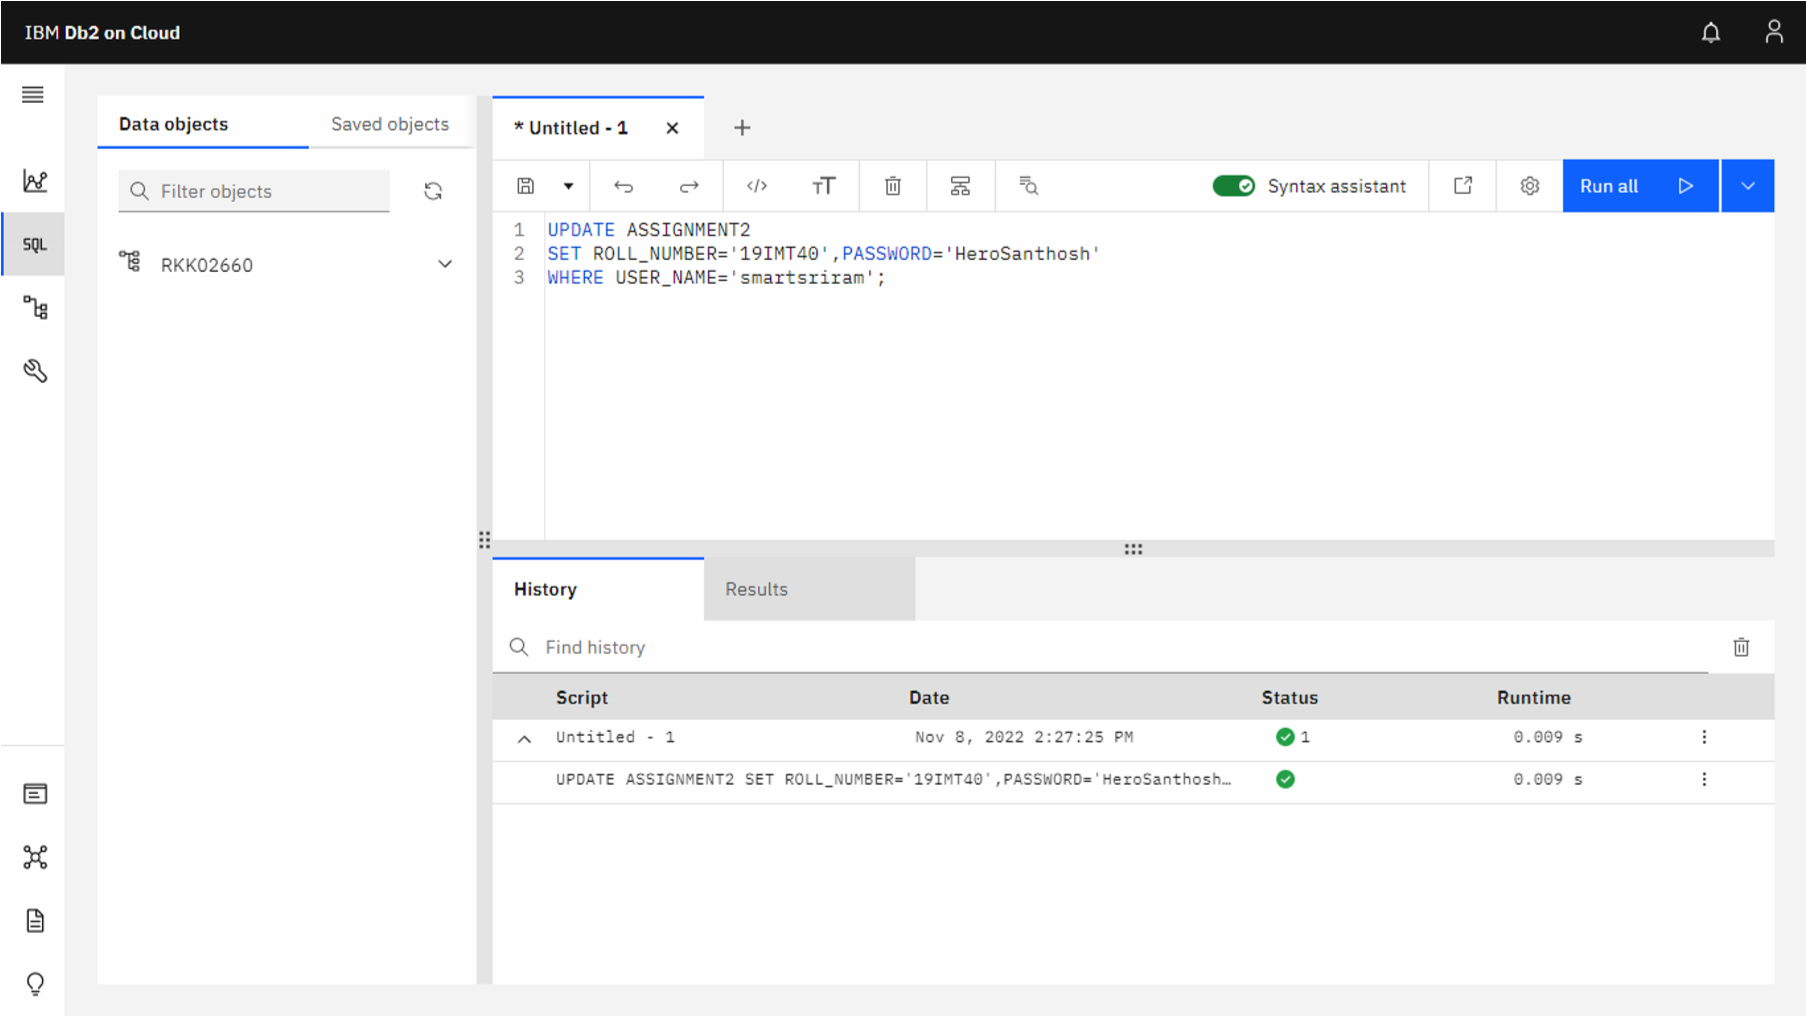 IBM Db2 on Cloud
Data objects
Saved objects
Filter objects
SQL
RKK02660
* Untitled - 1
Syntax assistant
Run all
1 UPDATE ASSIGNMENT2
2 SET ROLL_NUMBER='19IMT40',PASSWORD='HeroSanthosh'
3 WHERE USER_NAME='smartsriram';
History
Results
Find history
Script Date Status Runtime
Untitled - 1 Nov 8, 2022 2:27:25 PM 1 0.009 s
UPDATE ASSIGNMENT2 SET ROLL_NUMBER='19IMT40',PASSWORD='HeroSanthosh… 0.009 s